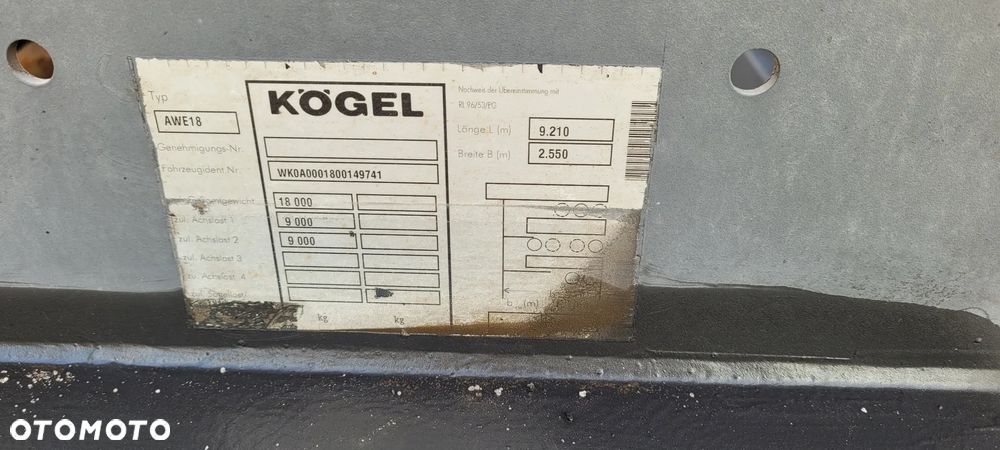 KÖGEL
Typ
AWE18
Genehmigungs-Nr.
Fahrzeugident.Nr.
WK0A0001800149741
18 000
zul. Achslast 1
9 000
zul. Achslast 2
9 000
zul. Achslast 3
zul. Achslast 4
kg kg
Nachweis der Übereinstimmung mit
RL 96/53/EG
Länge L (m) 9.210
Breite B (m) 2.550
b (m)
OTOMOTO